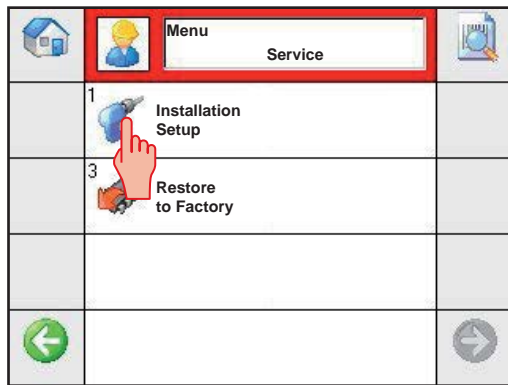 Menu
Service
1
Installation
Setup
3
Restore
to Factory